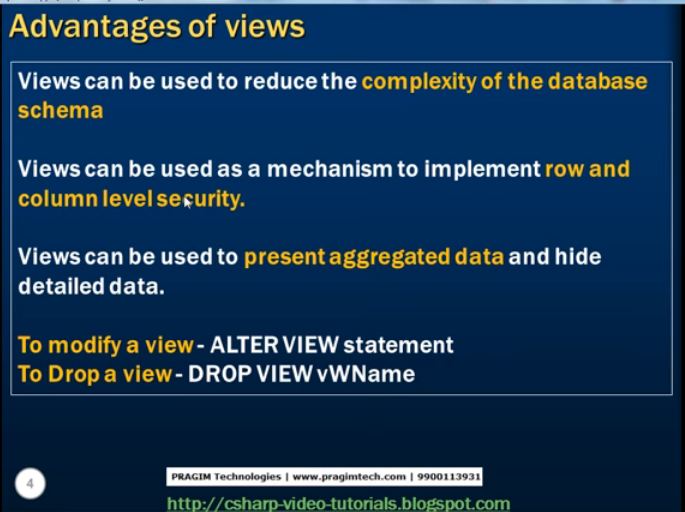 Advantages of views
Views can be used to reduce the complexity of the database
schema
Views can be used as a mechanism to implement row and
column level security.
Views can be used to present aggregated data and hide
detailed data.
To modify a view - ALTER VIEW statement
To Drop a view - DROP VIEW vWName
4
PRAGIM Technologies | www.pragimtech.com | 9900113931
http://csharp-video-tutorials.blogspot.com